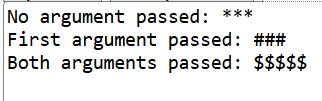 No argument passed: ***
First argument passed: ###
Both arguments passed: $$$$$